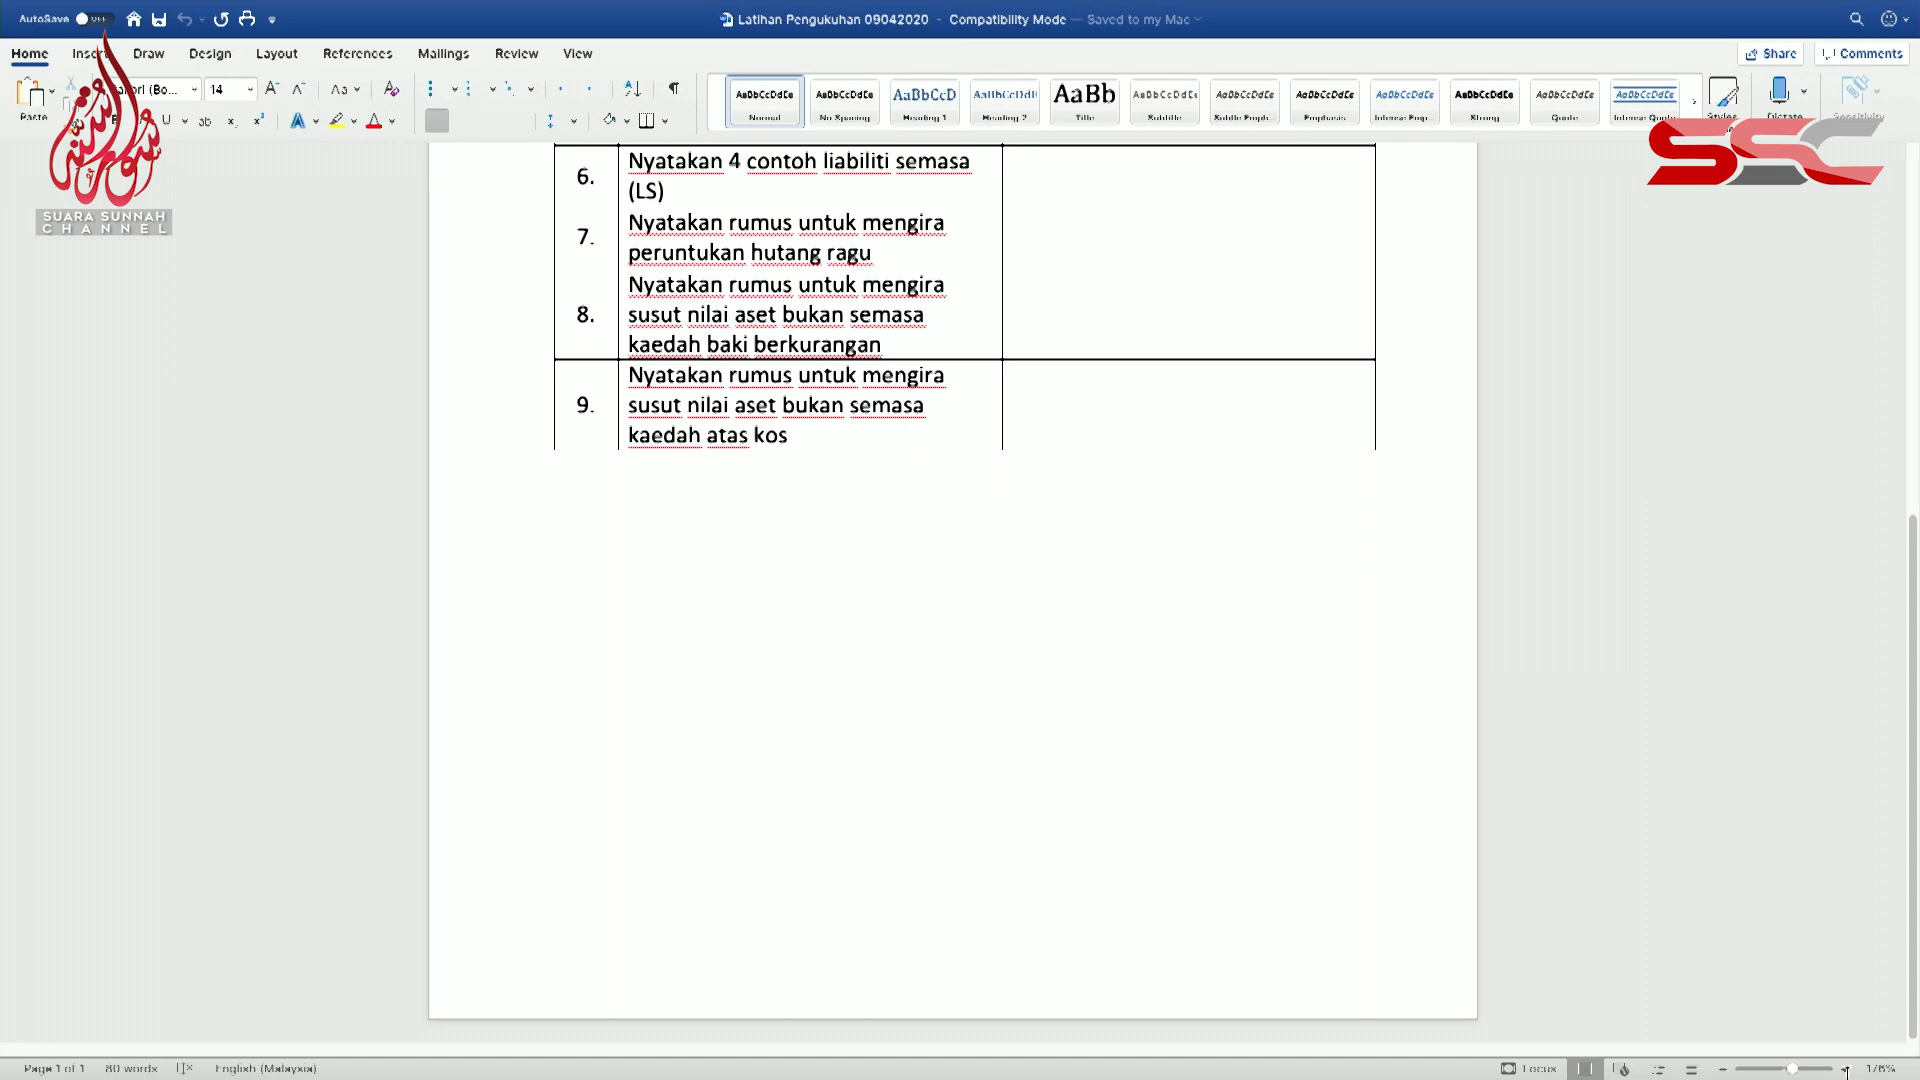 AutoSave OFF
Latihan Pengukuhan 09042020 - Compatibility Mode — Saved to my Mac
Home Insert Draw Design Layout References Mailings Review View
Share Comments
Paste
14
Aa
AaBbCcDdEe AaBbCcDdEe AaBbCcD AaBbCcDdE AaBb AaBbCcDdEe AaBbCcDdEe AaBbCcDdEe AaBbCcDdEe AaBbCcDdEe AaBbCcDdEe AaBbCcDdEe
Normal No Spacing Heading 1 Heading 2 Title Subtitle Subtle Emph... Emphasis Intense Emp... Strong Quote Intense Quote
Styles Dictate Sensitivity
SSC
SUARA SUNNAH
CHANNEL
6. Nyatakan 4 contoh liabiliti semasa
(LS)
7. Nyatakan rumus untuk mengira
peruntukan hutang ragu
8. Nyatakan rumus untuk mengira
susut nilai aset bukan semasa
kaedah baki berkurangan
9. Nyatakan rumus untuk mengira
susut nilai aset bukan semasa
kaedah atas kos
Page 1 of 1 80 words English (Malaysia) Focus 176%